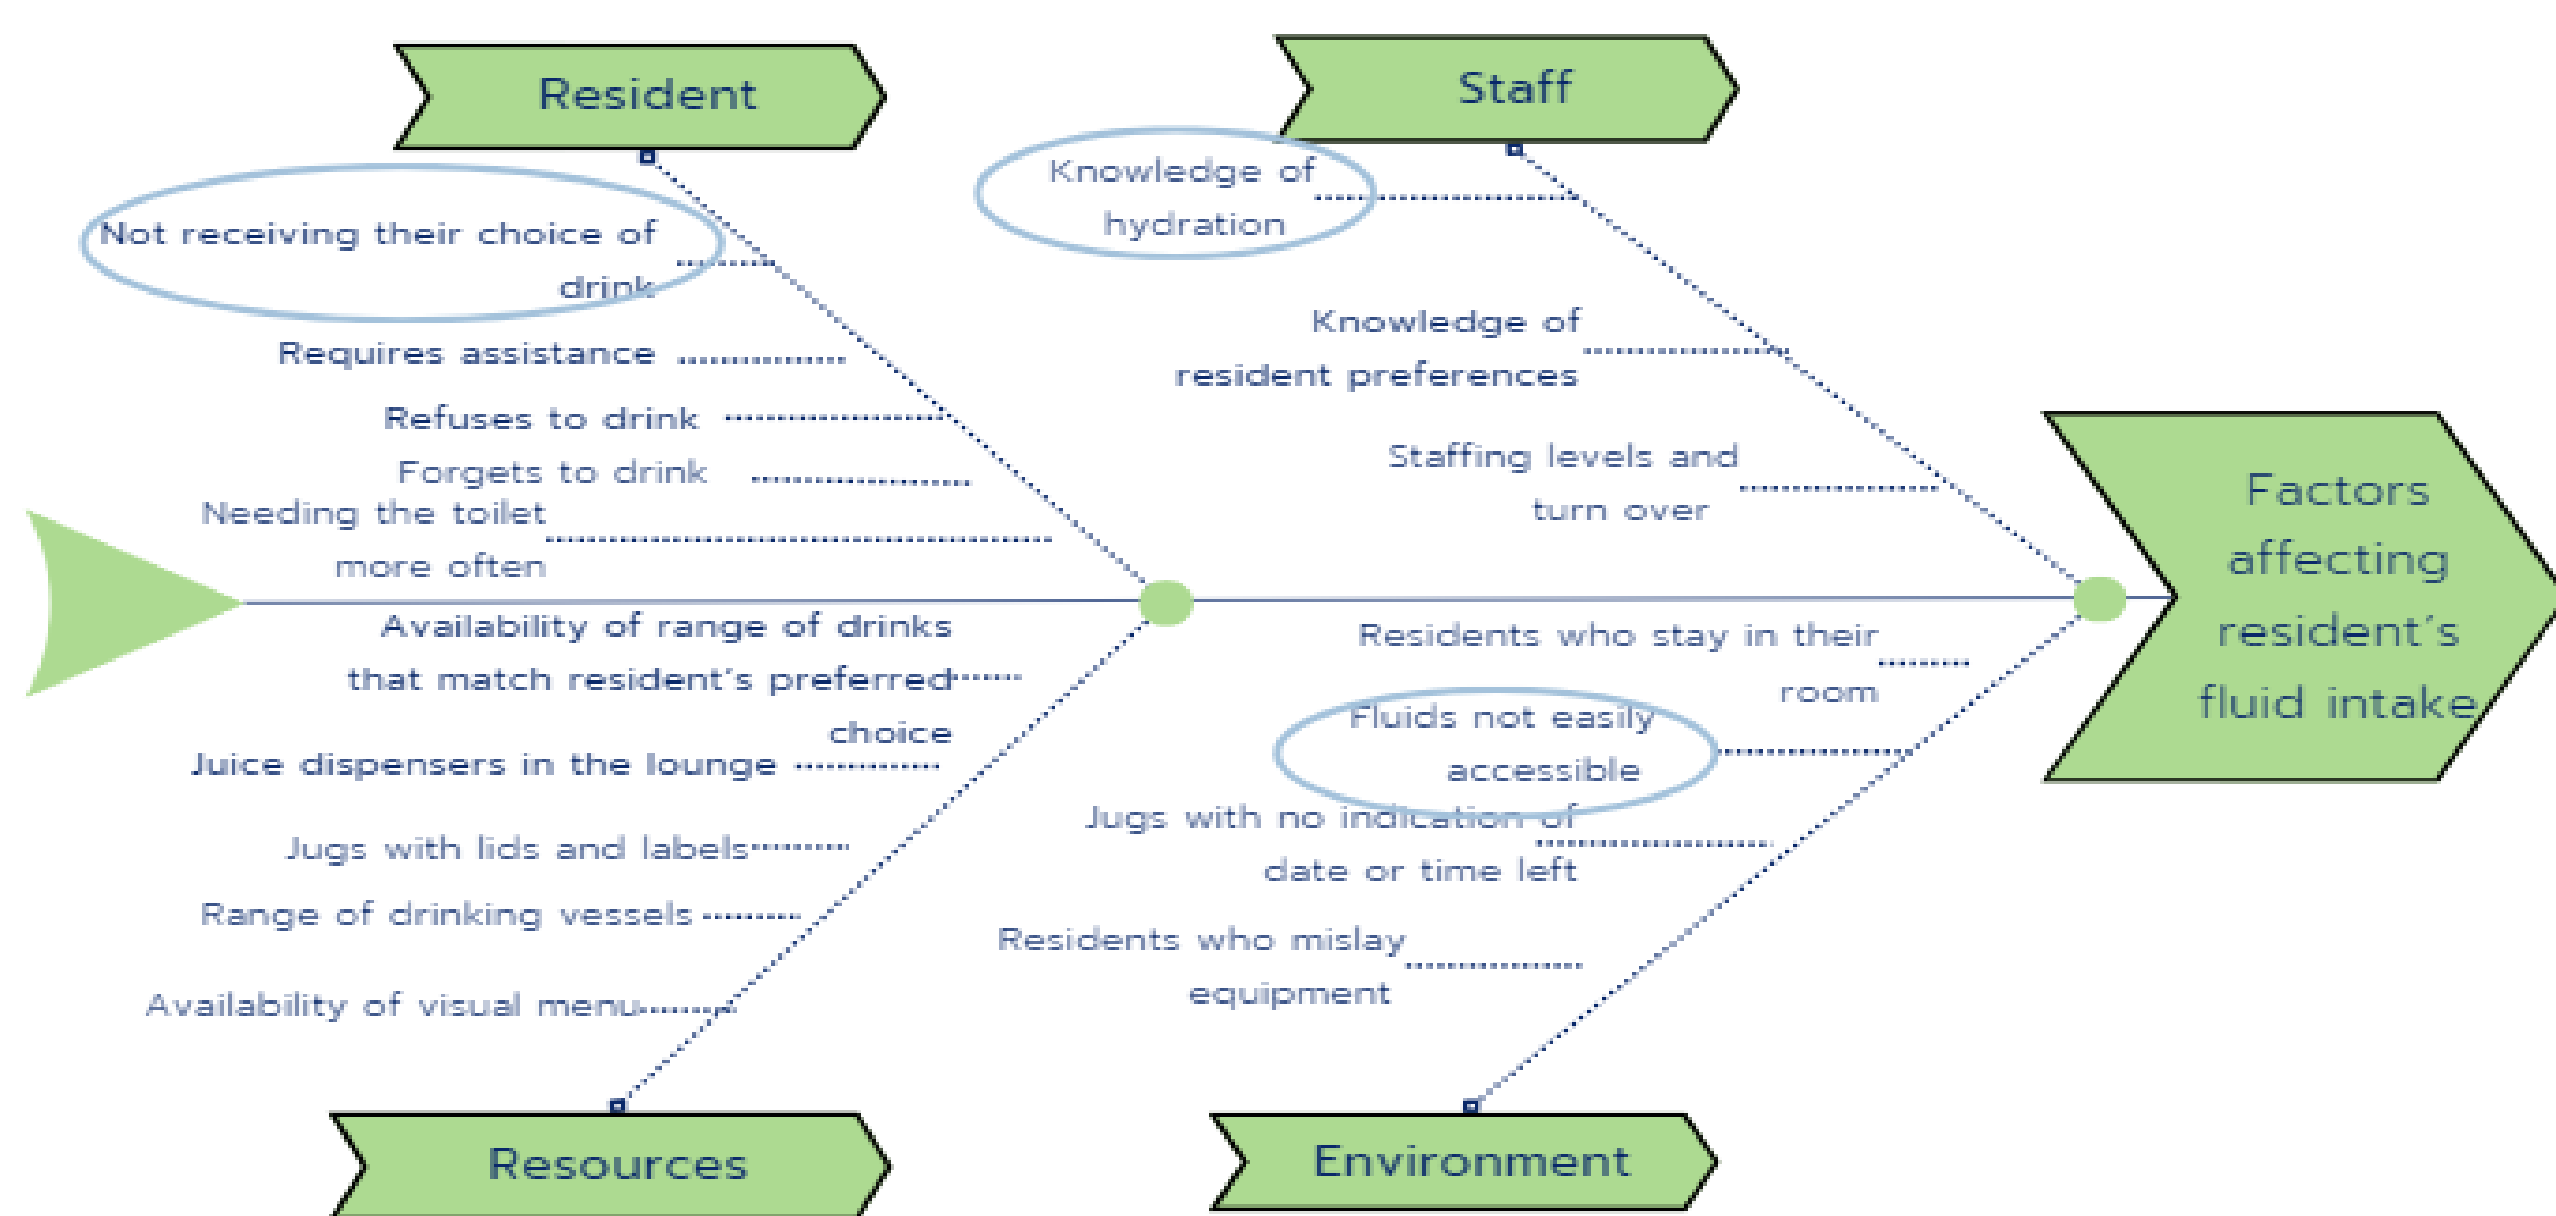 Resident
Not receiving their choice of
drink
Requires assistance
Refuses to drink
Forgets to drink
Needing the toilet
more often
Staff
Knowledge of
hydration
Knowledge of
resident preferences
Staffing levels and
turn over
Availability of range of drinks
that match resident's preferred
choice
Juice dispensers in the lounge
Jugs with lids and labels
Range of drinking vessels
Availability of visual menu
Resources
Residents who stay in their
room
Fluids not easily
accessible
Jugs with no indication of
date or time left
Residents who mislay
equipment
Environment
Factors
affecting
resident's
fluid intake